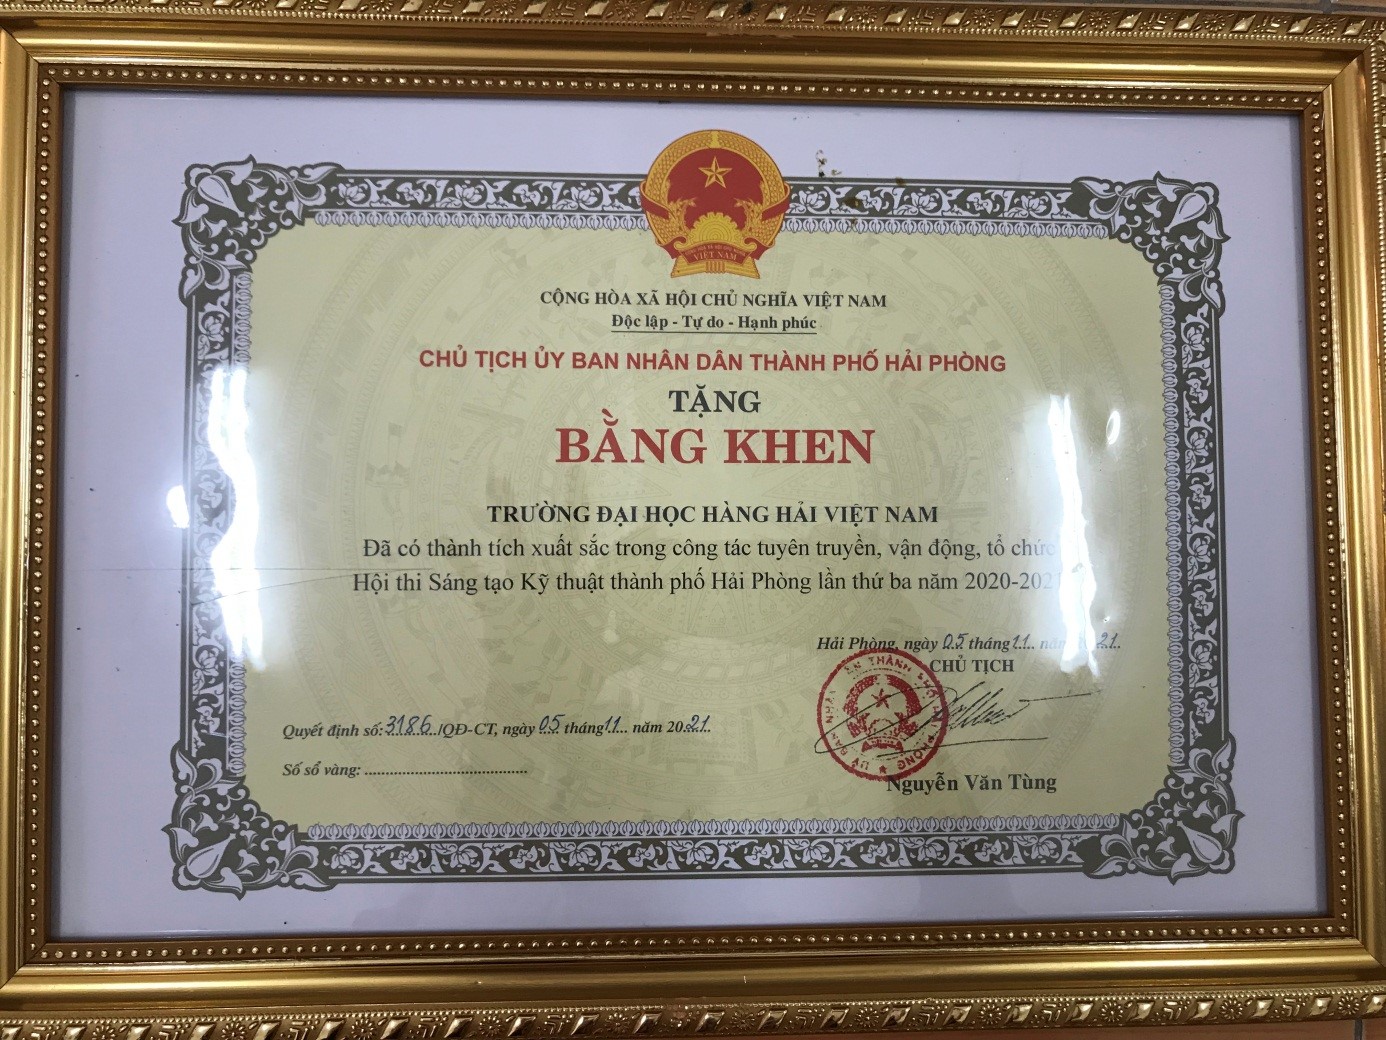 VIỆT NAM
CỘNG HÒA XÃ HỘI CHỦ NGHĨA VIỆT NAM
Độc lập - Tự do - Hạnh phúc
CHỦ TỊCH ỦY BAN NHÂN DÂN THÀNH PHỐ HẢI PHÒNG
TẶNG
BẰNG KHEN
TRƯỜNG ĐẠI HỌC HÀNG HẢI VIỆT NAM
Đã có thành tích xuất sắc trong công tác tuyên truyền, vận động, tổ chức
Hội thi Sáng tạo Kỹ thuật thành phố Hải Phòng lần thứ ba năm 2020-2021
Hải Phòng, ngày 05 tháng 11 năm 2021.
CHỦ TỊCH
Quyết định số: 3186 /QĐ-CT, ngày 05 tháng 11 năm 2021.
Số sổ vàng: ........................................
Nguyễn Văn Tùng